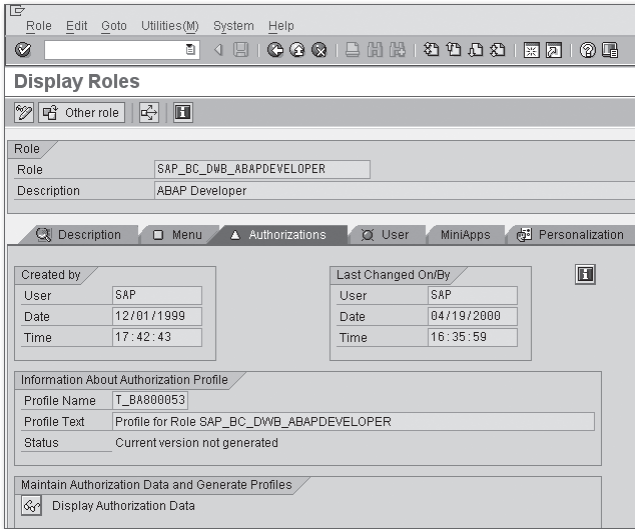 Role Edit Goto Utilities(M) System Help
Display Roles
Other role
Role
Role SAP_BC_DWB_ABAPDEVELOPER
Description ABAP Developer
Description Menu Authorizations User MiniApps Personalization
Created by Last Changed On/By
User SAP User SAP
Date 12/01/1999 Date 04/19/2000
Time 17:42:43 Time 16:35:59
Information About Authorization Profile
Profile Name T_BA800053
Profile Text Profile for Role SAP_BC_DWB_ABAPDEVELOPER
Status Current version not generated
Maintain Authorization Data and Generate Profiles
Display Authorization Data